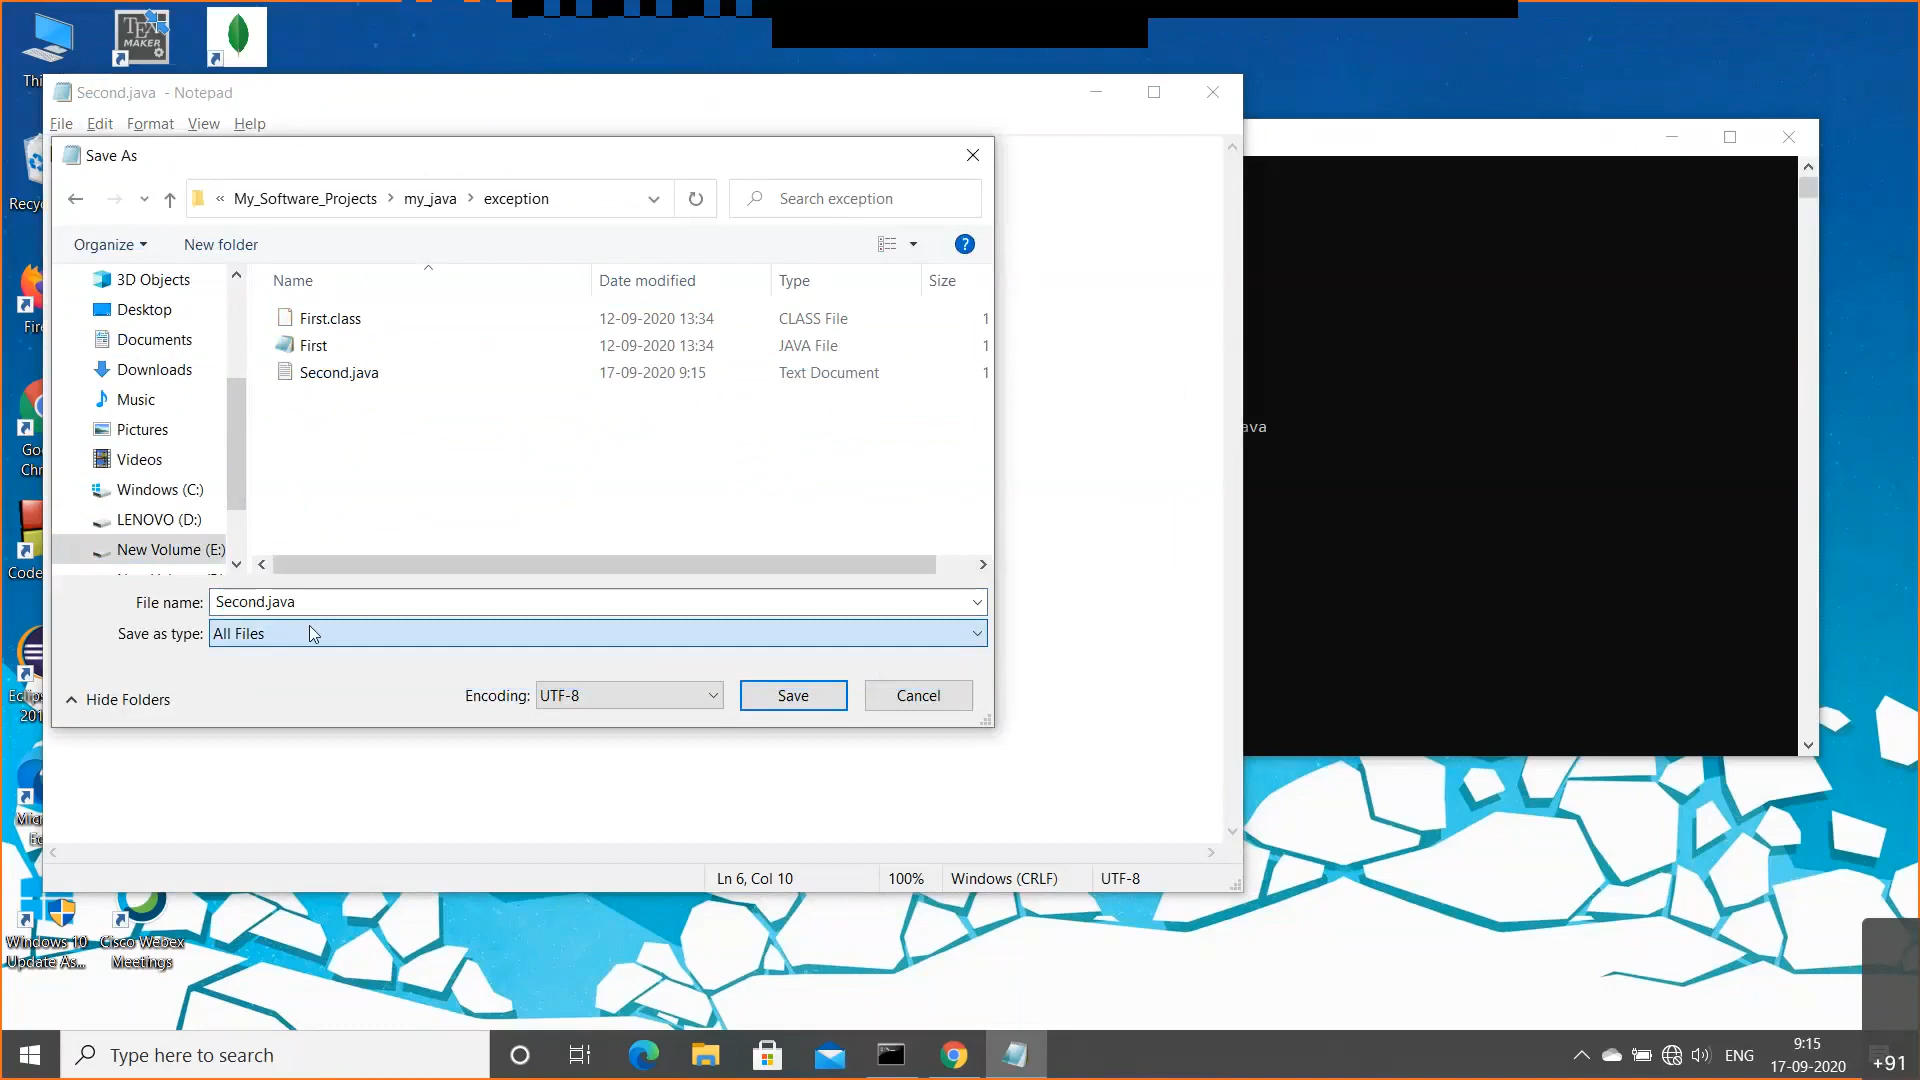 TEX
MAKER
Thi
Second.java - Notepad
File Edit Format View Help
Save As
« My_Software_Projects > my_java > exception
Search exception
Organize New folder
?
Name Date modified Type Size
3D Objects
Desktop
Documents
Downloads
Music
Pictures
Videos
Windows (C:)
LENOVO (D:)
New Volume (E:)
First.class 12-09-2020 13:34 CLASS File 1
First 12-09-2020 13:34 JAVA File 1
Second.java 17-09-2020 9:15 Text Document 1
File name: Second.java
Save as type: All Files
Hide Folders
Encoding: UTF-8
Save
Cancel
ava
Recyc
Fire
Go
Chr
Code
Eclip
201
Mic
Ec
Ln 6, Col 10 100% Windows (CRLF) UTF-8
Windows 10
Update As...
Cisco Webex
Meetings
Type here to search
ENG
9:15
17-09-2020
+91